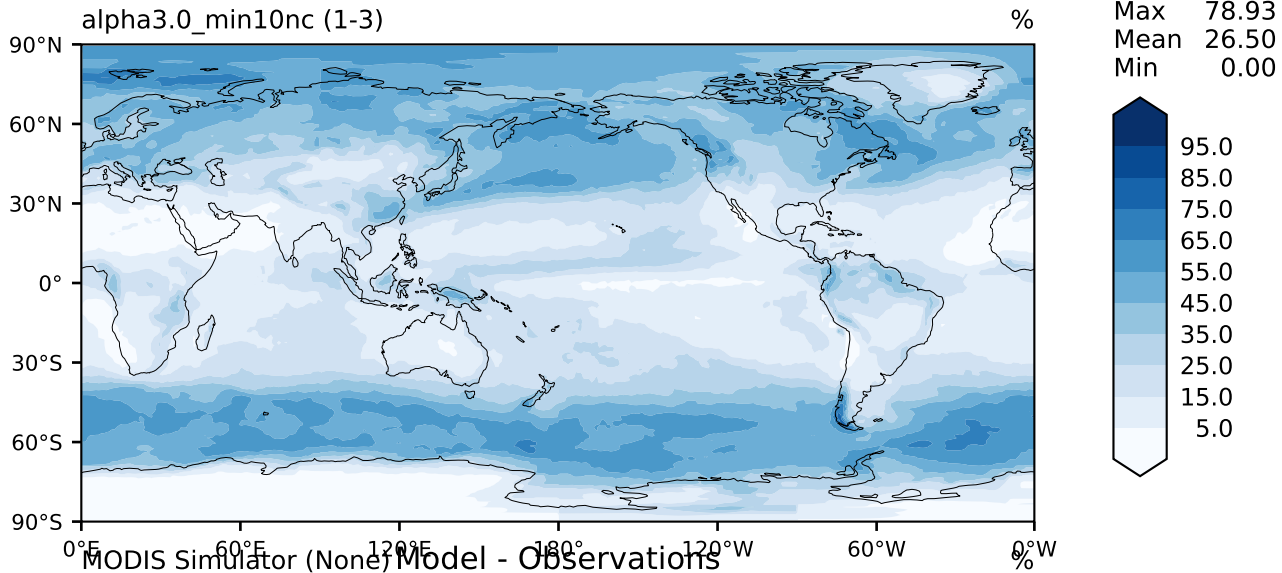 alpha3.0_min10nc (1-3) %
Max 78.93
Mean 26.50
Min 0.00
90°N
60°N
30°N
0°
30°S
60°S
90°S
95.0
85.0
75.0
65.0
55.0
45.0
35.0
25.0
15.0
5.0
0°E 60°E 120°E 180° 120°W 60°W 0°W
MODIS Simulator (None) Model - Observations %